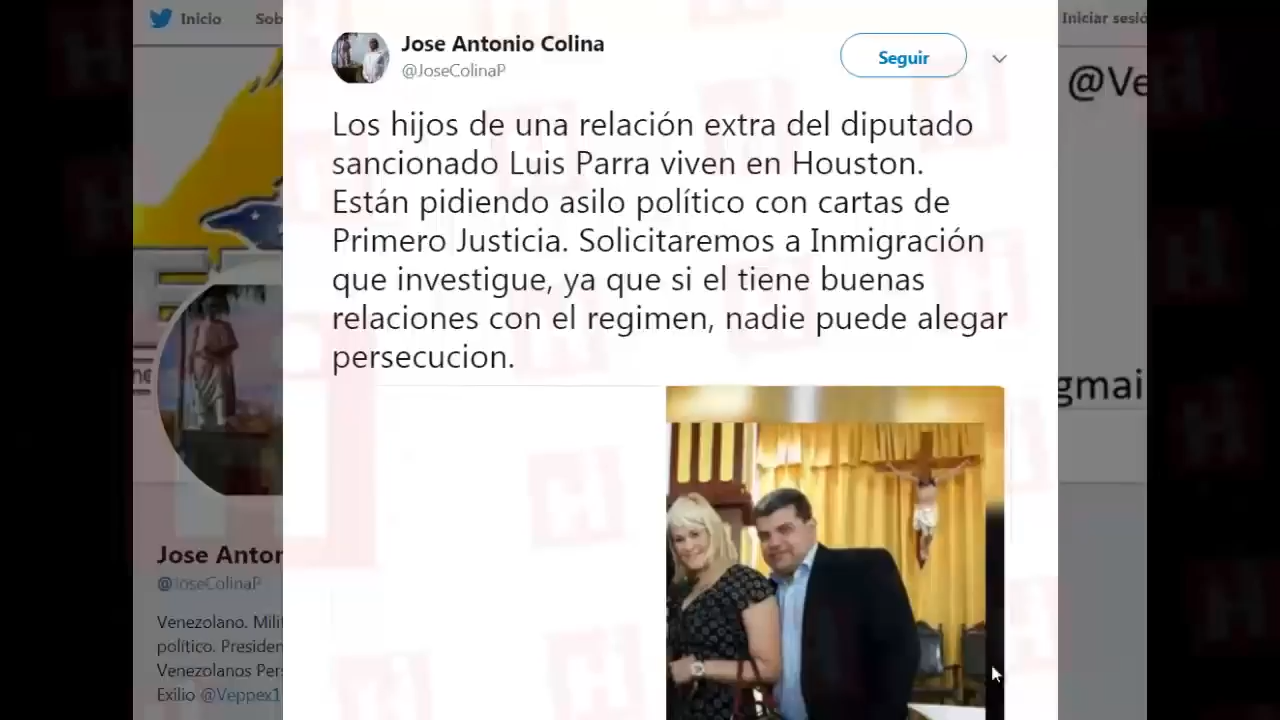 Inicio
Sob
Iniciar sesió
Jose Antonio Colina
@JoseColinaP
Seguir
@Ve
Los hijos de una relación extra del diputado
sancionado Luis Parra viven en Houston.
Están pidiendo asilo político con cartas de
Primero Justicia. Solicitaremos a Inmigración
que investigue, ya que si el tiene buenas
relaciones con el regimen, nadie puede alegar
persecucion.
gmai
Jose Anton
@JoseColinaP
Venezolano. Milit
político. Presiden
Venezolanos Pers
Exilio @Veppex1